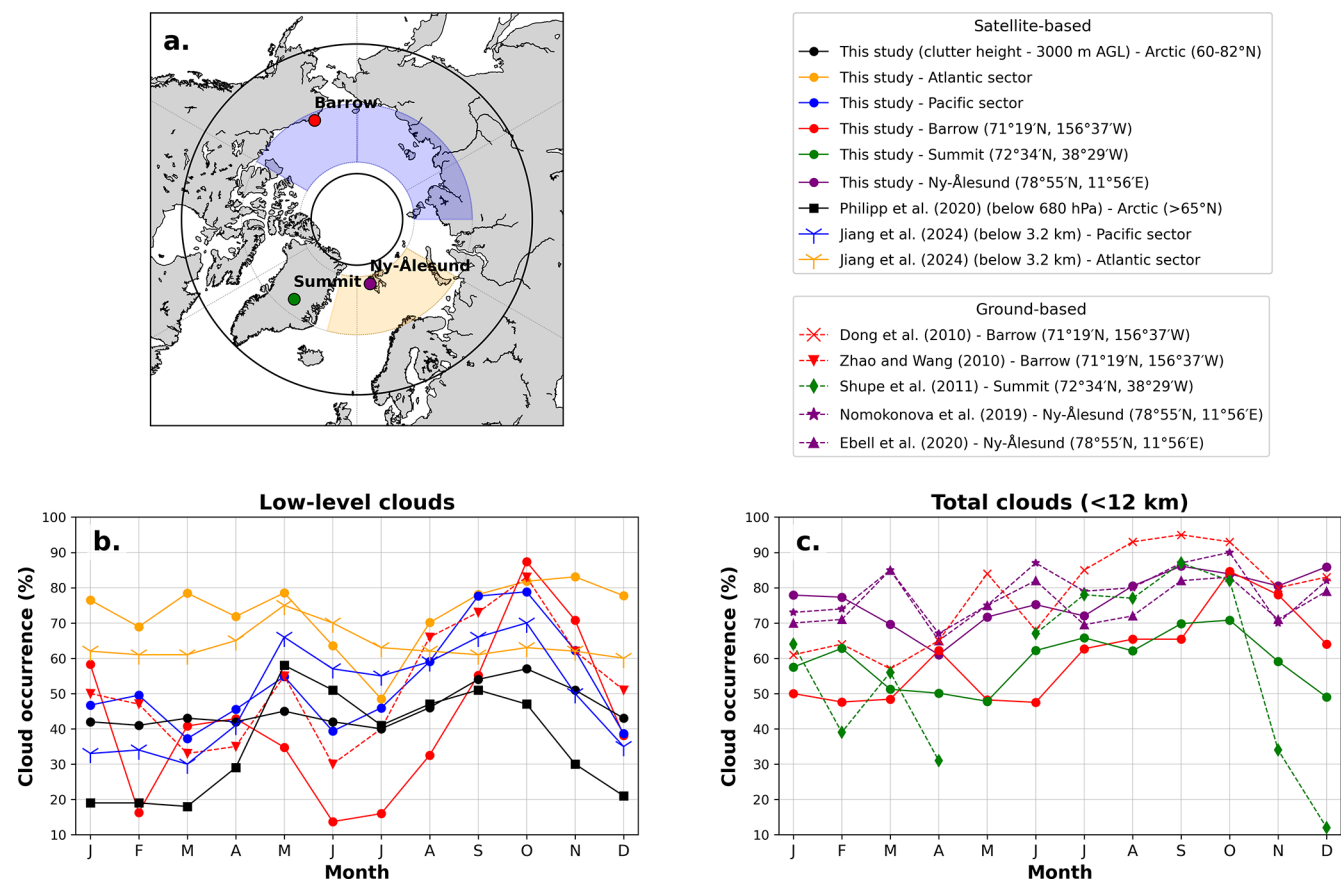 a.
Barrow
Ny-Ålesund
Summit
Satellite-based
This study (clutter height - 3000 m AGL) - Arctic (60-82°N)
This study - Atlantic sector
This study - Pacific sector
This study - Barrow (71°19′N, 156°37′W)
This study - Summit (72°34′N, 38°29′W)
This study - Ny-Ålesund (78°55′N, 11°56′E)
Philipp et al. (2020) (below 680 hPa) - Arctic (>65°N)
Jiang et al. (2024) (below 3.2 km) - Pacific sector
Jiang et al. (2024) (below 3.2 km) - Atlantic sector
Ground-based
Dong et al. (2010) - Barrow (71°19′N, 156°37′W)
Zhao and Wang (2010) - Barrow (71°19′N, 156°37′W)
Shupe et al. (2011) - Summit (72°34′N, 38°29′W)
Nomokonova et al. (2019) - Ny-Ålesund (78°55′N, 11°56′E)
Ebell et al. (2020) - Ny-Ålesund (78°55′N, 11°56′E)
Low-level clouds
b.
Cloud occurrence (%)
100
90
80
70
60
50
40
30
20
10
J F M A M J J A S O N D
Month
Total clouds (<12 km)
c.
Cloud occurrence (%)
100
90
80
70
60
50
40
30
20
10
J F M A M J J A S O N D
Month